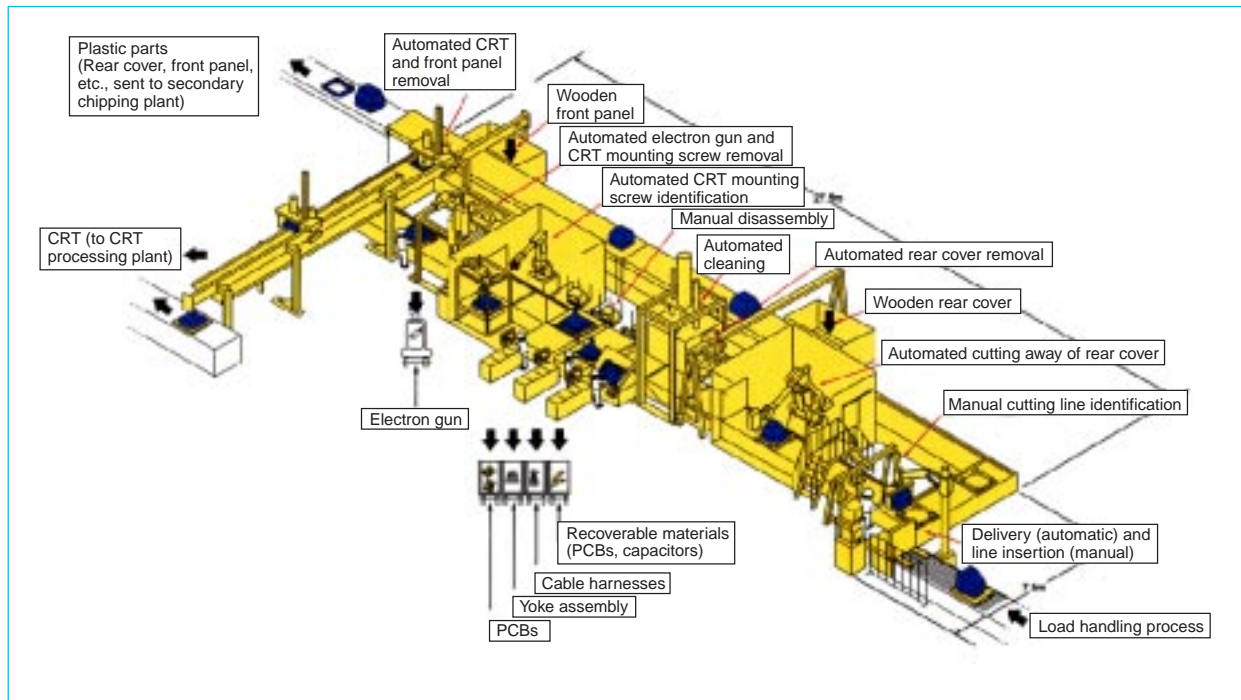 Plastic parts
(Rear cover, front panel,
etc., sent to secondary
chipping plant)
Automated CRT
and front panel
removal
Wooden
front panel
Automated electron gun and
CRT mounting screw removal
Automated CRT mounting
screw identification
Manual disassembly
Automated
cleaning
Automated rear cover removal
Wooden rear cover
Automated cutting away of rear cover
Manual cutting line identification
CRT (to CRT
processing plant)
Electron gun
Recoverable materials
(PCBs, capacitors)
Cable harnesses
Yoke assembly
PCBs
Delivery (automatic) and
line insertion (manual)
Load handling process